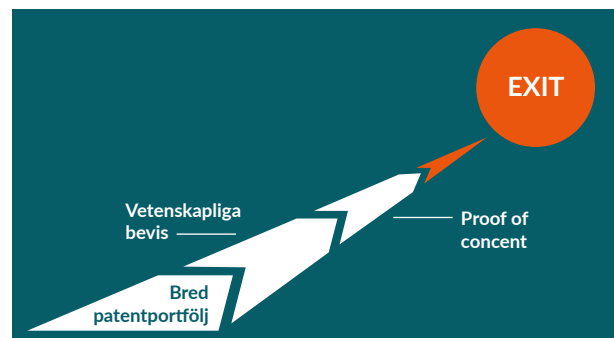 EXIT
Vetenskapliga
bevis
Proof of
concent
Bred
patentportfölj